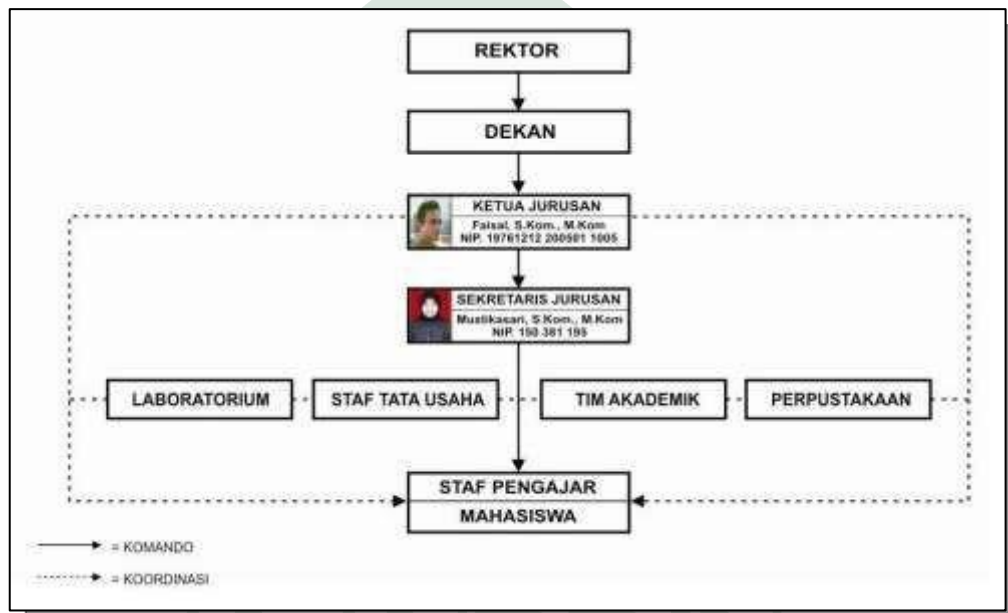 REKTOR
DEKAN
KETUA JURUSAN
Faisal, S.Kom., M.Kom
NIP. 19761212 200501 1005
SEKRETARIS JURUSAN
Mustikasari, S.Kom., M.Kom
NIP. 150 381 195
LABORATORIUM
STAF TATA USAHA
TIM AKADEMIK
PERPUSTAKAAN
STAF PENGAJAR
MAHASISWA
= KOMANDO
= KOORDINASI